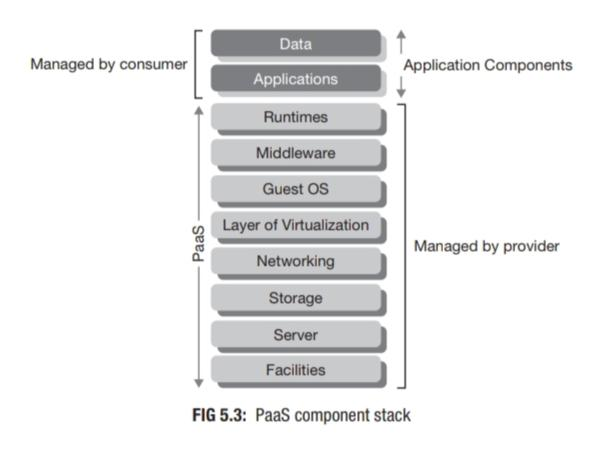 Data
Managed by consumer
Application Components
Applications
Runtimes
Middleware
Guest OS
Layer of Virtualization
PaaS
Managed by provider
Networking
Storage
Server
Facilities
FIG 5.3: PaaS component stack